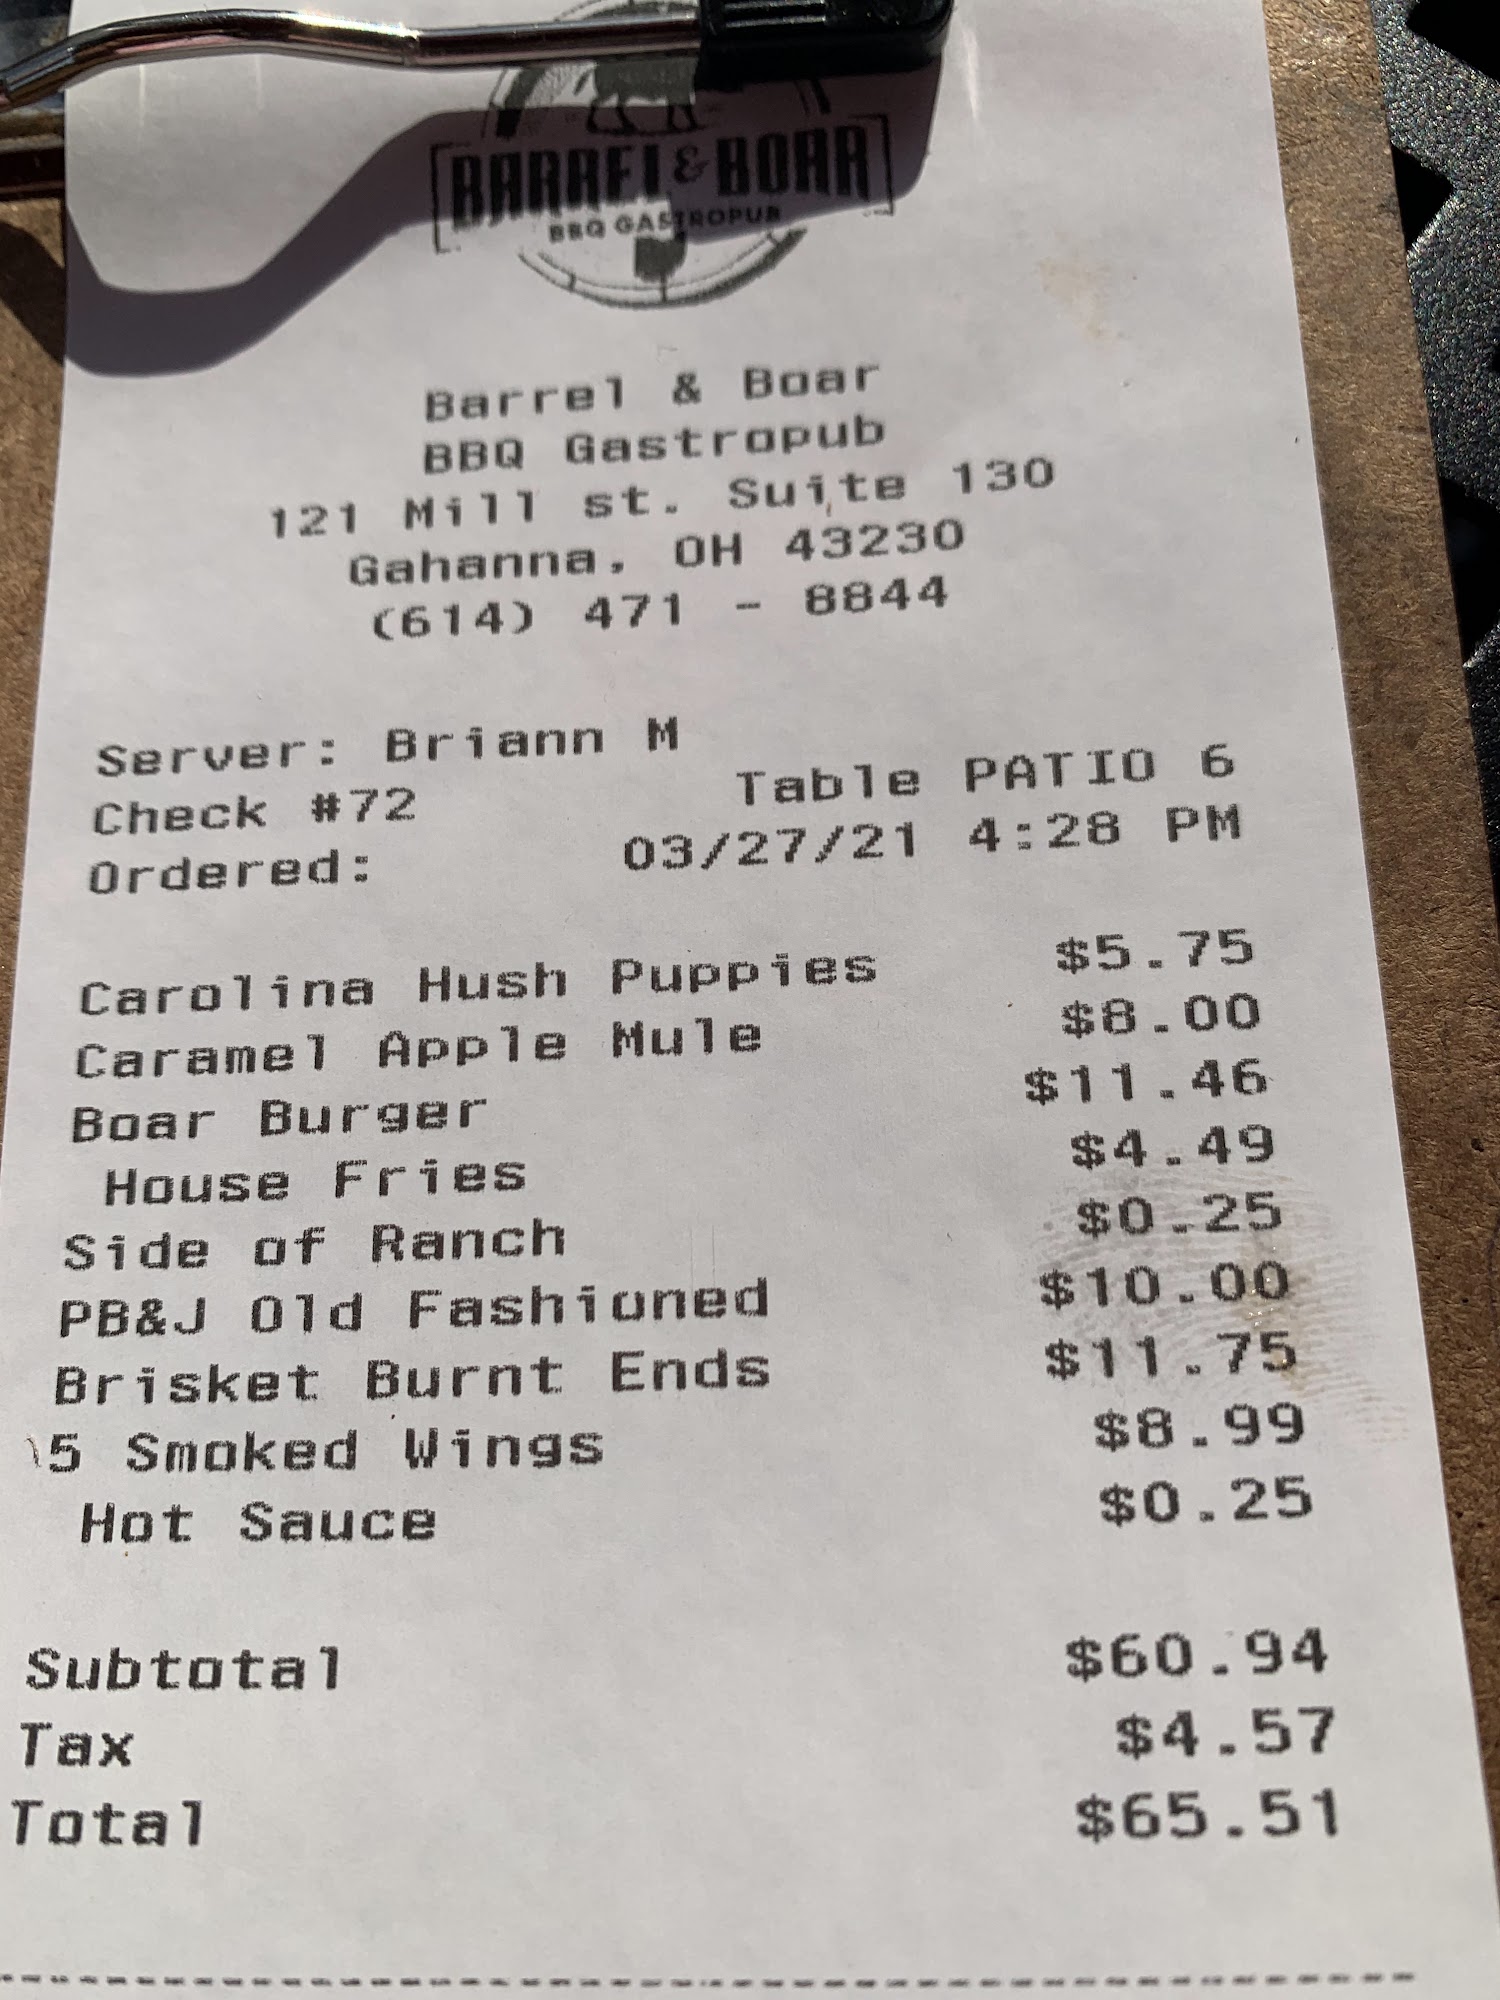 BARREL & BOAR
BBQ GASTROPUB
Barrel & Boar
BBQ Gastropub
121 Mill st. Suite 130
Gahanna, OH 43230
(614) 471 - 8844
Server: Briann M
Check #72 Table PATIO 6
Ordered: 03/27/21 4:28 PM
Carolina Hush Puppies $5.75
Caramel Apple Mule $8.00
Boar Burger $11.46
House Fries $4.49
Side of Ranch $0.25
PB&J Old Fashioned $10.00
Brisket Burnt Ends $11.75
5 Smoked Wings $8.99
Hot Sauce $0.25
Subtotal $60.94
Tax $4.57
Total $65.51